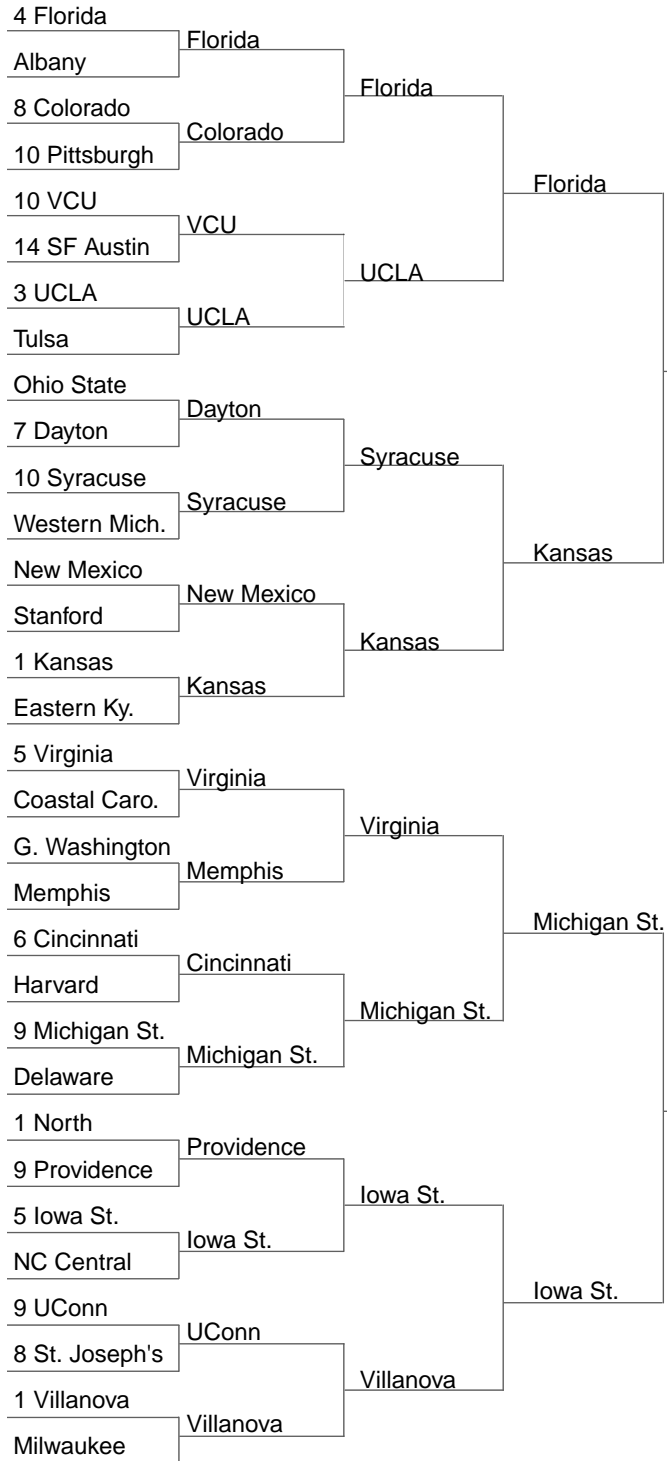 4 Florida
Albany
8 Colorado
10 Pittsburgh
10 VCU
14 SF Austin
3 UCLA
Tulsa
Ohio State
7 Dayton
10 Syracuse
Western Mich.
New Mexico
Stanford
1 Kansas
Eastern Ky.
5 Virginia
Coastal Caro.
G. Washington
Memphis
6 Cincinnati
Harvard
9 Michigan St.
Delaware
1 North
9 Providence
5 Iowa St.
NC Central
9 UConn
8 St. Joseph's
1 Villanova
Milwaukee
Florida
Colorado
VCU
UCLA
Dayton
Syracuse
New Mexico
Kansas
Virginia
Memphis
Cincinnati
Michigan St.
Providence
Iowa St.
UConn
Villanova
Florida
UCLA
Syracuse
Kansas
Virginia
Michigan St.
Iowa St.
Villanova
Florida
Kansas
Michigan St.
Iowa St.